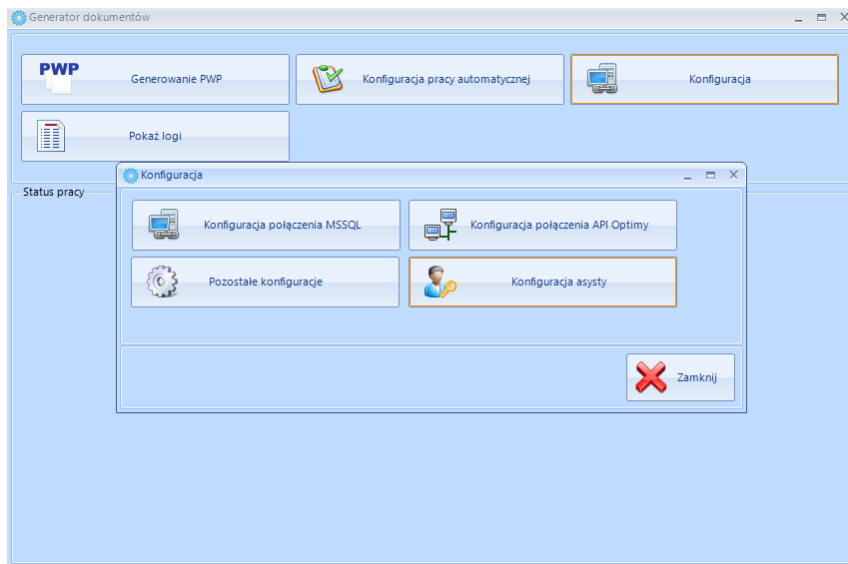 Generator dokumentów
PWP
Generowanie PWP
Konfiguracja pracy automatycznej
Konfiguracja
Pokaż logi
Status pracy
Konfiguracja
Konfiguracja połączenia MSSQL
Konfiguracja połączenia API Optimy
Pozostałe konfiguracje
Konfiguracja asysty
Zamknij